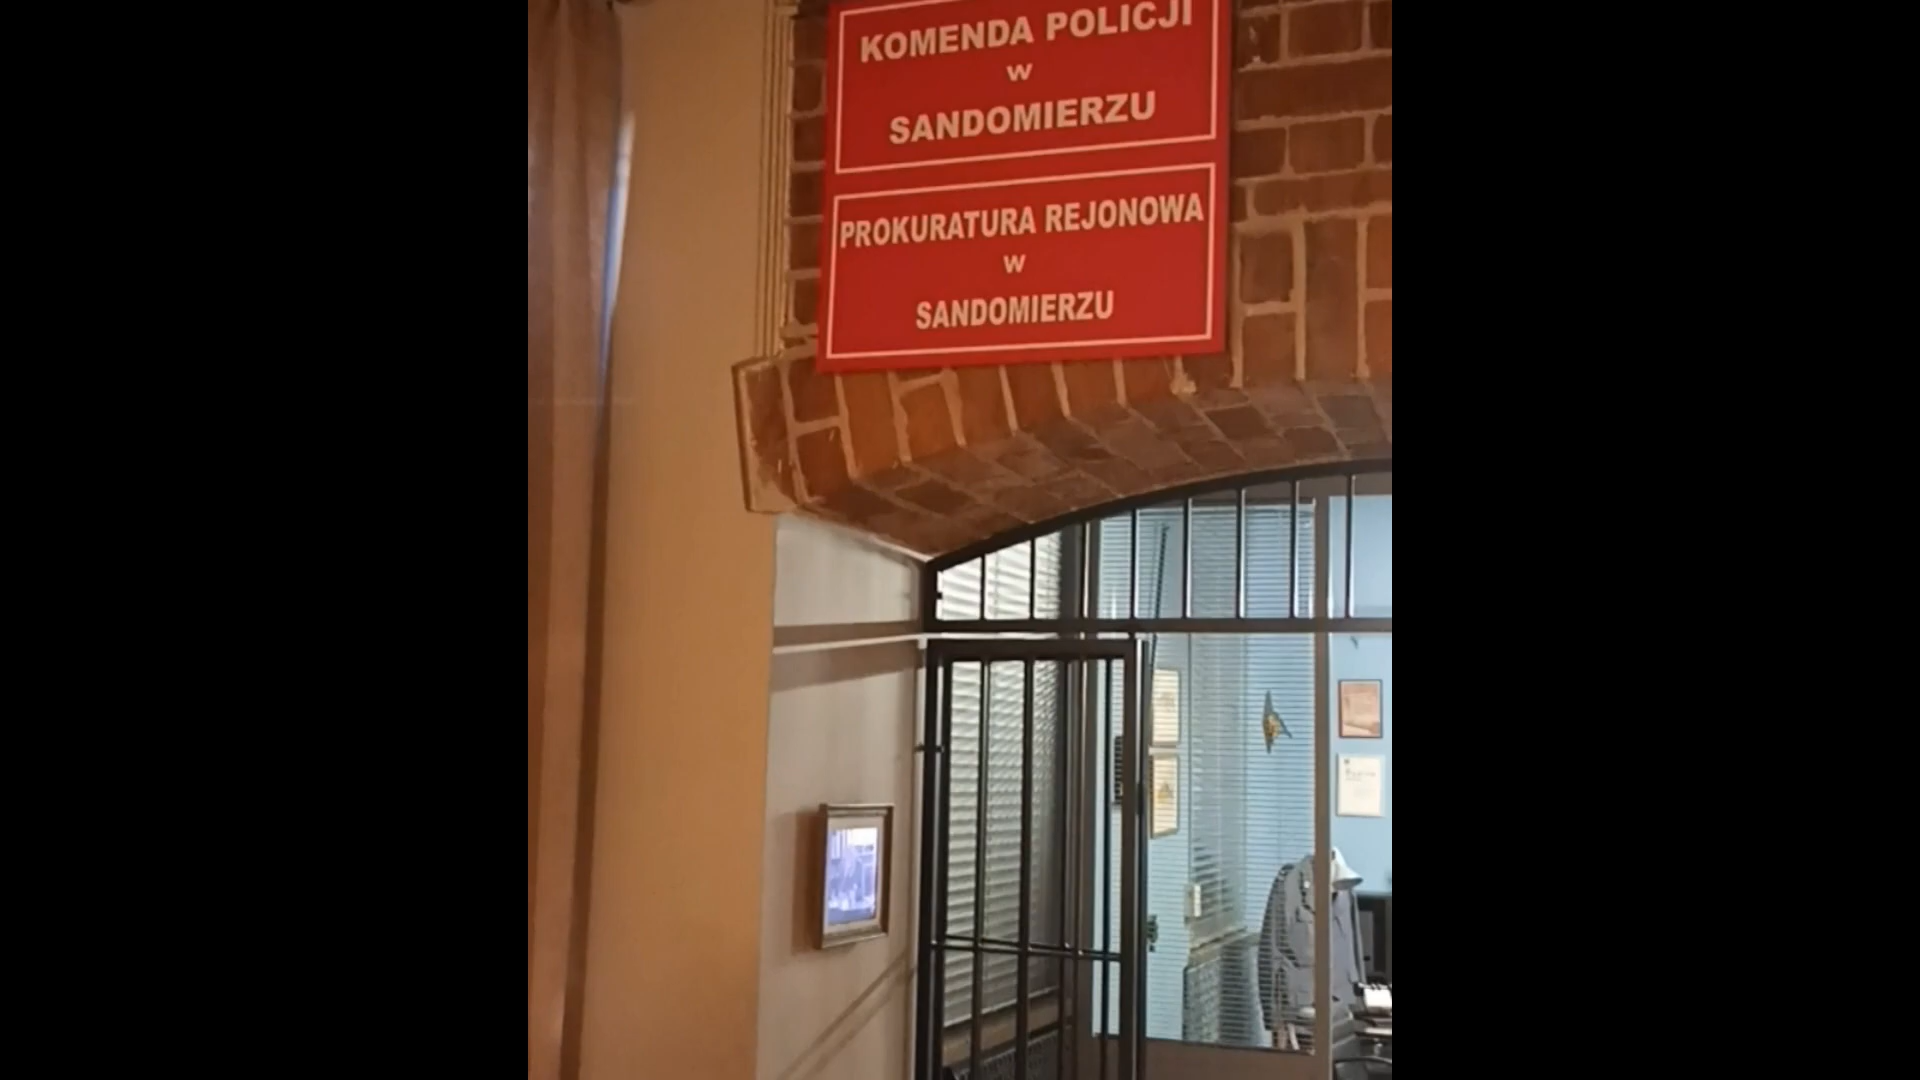 KOMENDA POLICJI
w
SANDOMIERZU
PROKURATURA REJONOWA
w
SANDOMIERZU